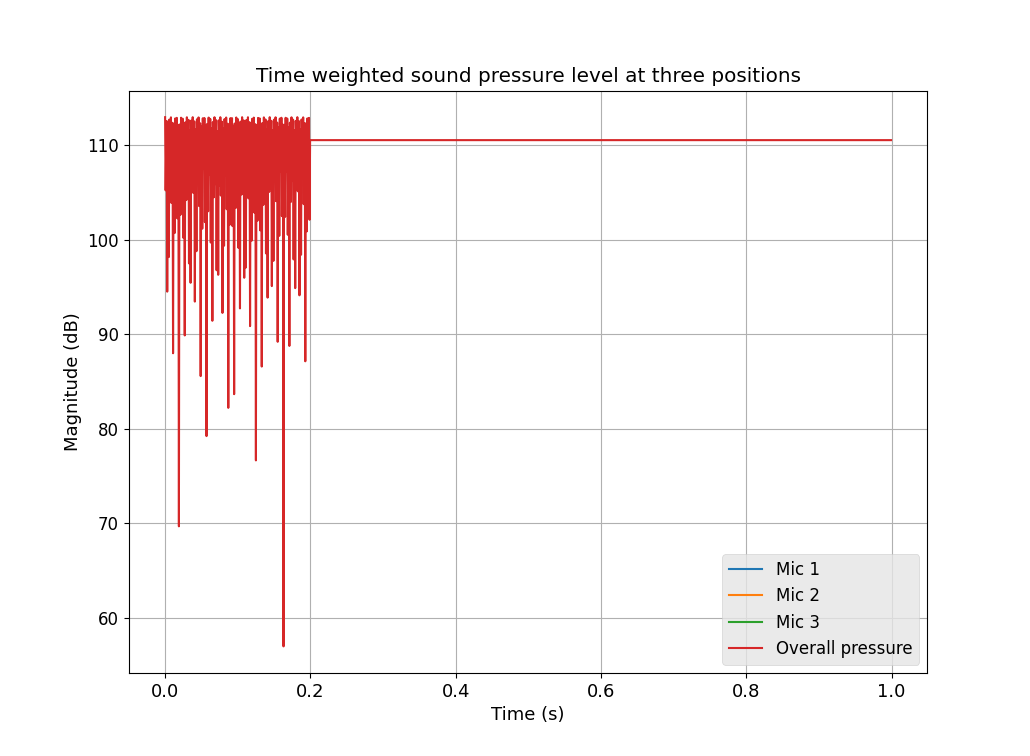 Time weighted sound pressure level at three positions
Magnitude (dB)
110
100
90
80
70
60
0.0 0.2 0.4 0.6 0.8 1.0
Time (s)
Mic 1
Mic 2
Mic 3
Overall pressure